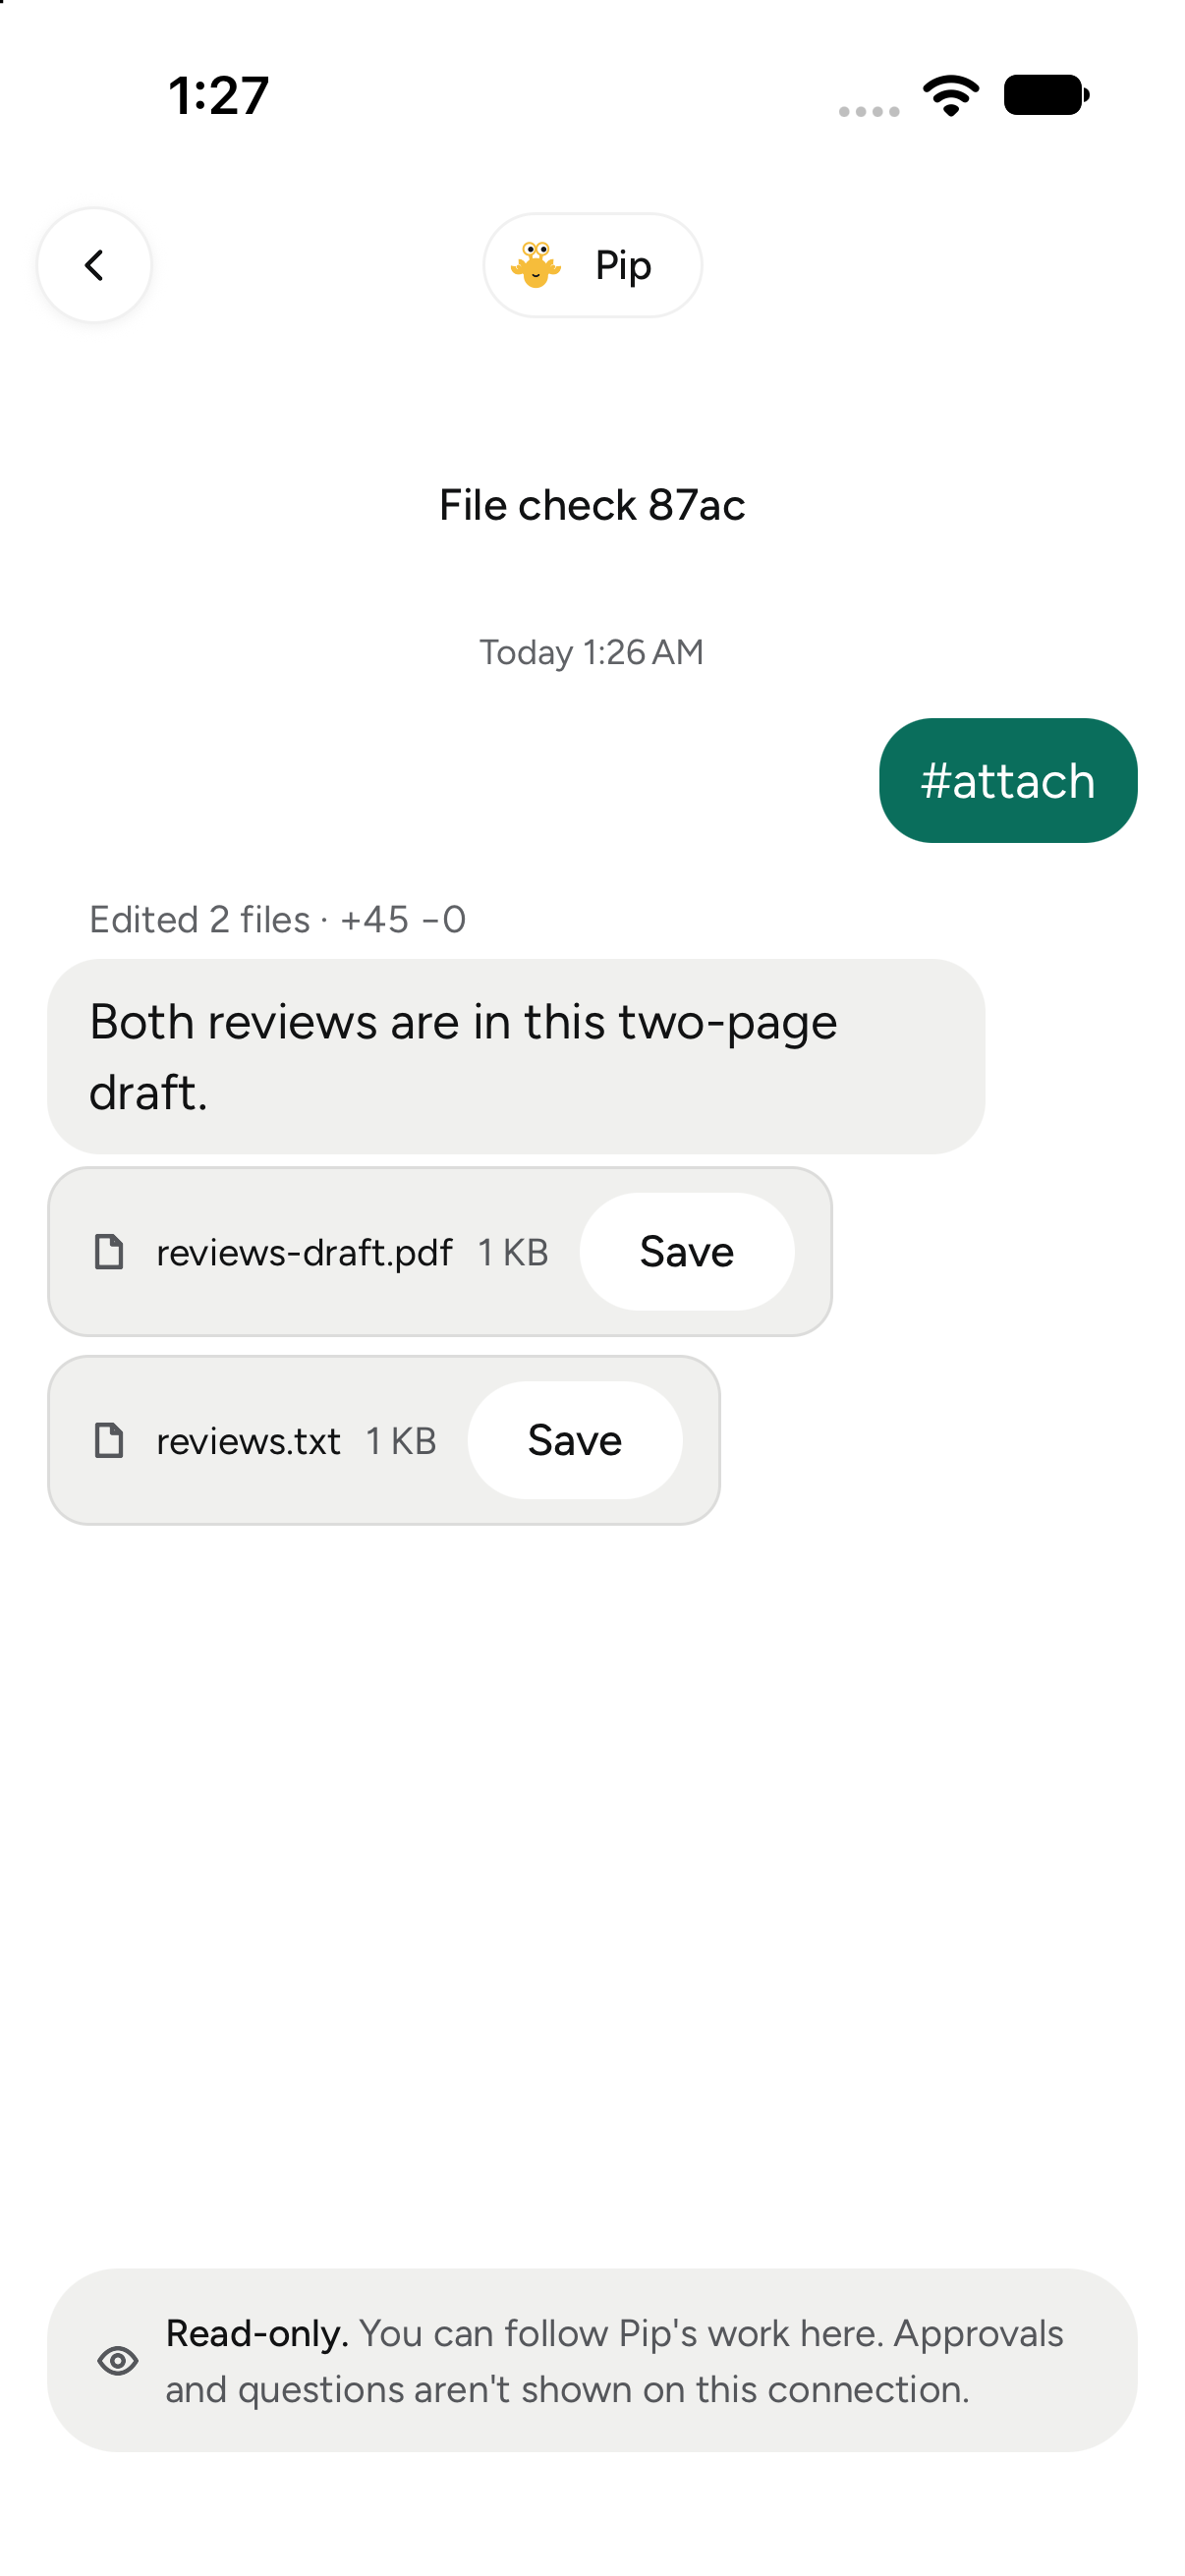 1:27
Pip
File check 87ac
Today 1:26 AM
#attach
Edited 2 files · +45 −0
Both reviews are in this two-page
draft.
reviews-draft.pdf 1 KB Save
reviews.txt 1 KB Save
Read-only. You can follow Pip's work here. Approvals
and questions aren't shown on this connection.